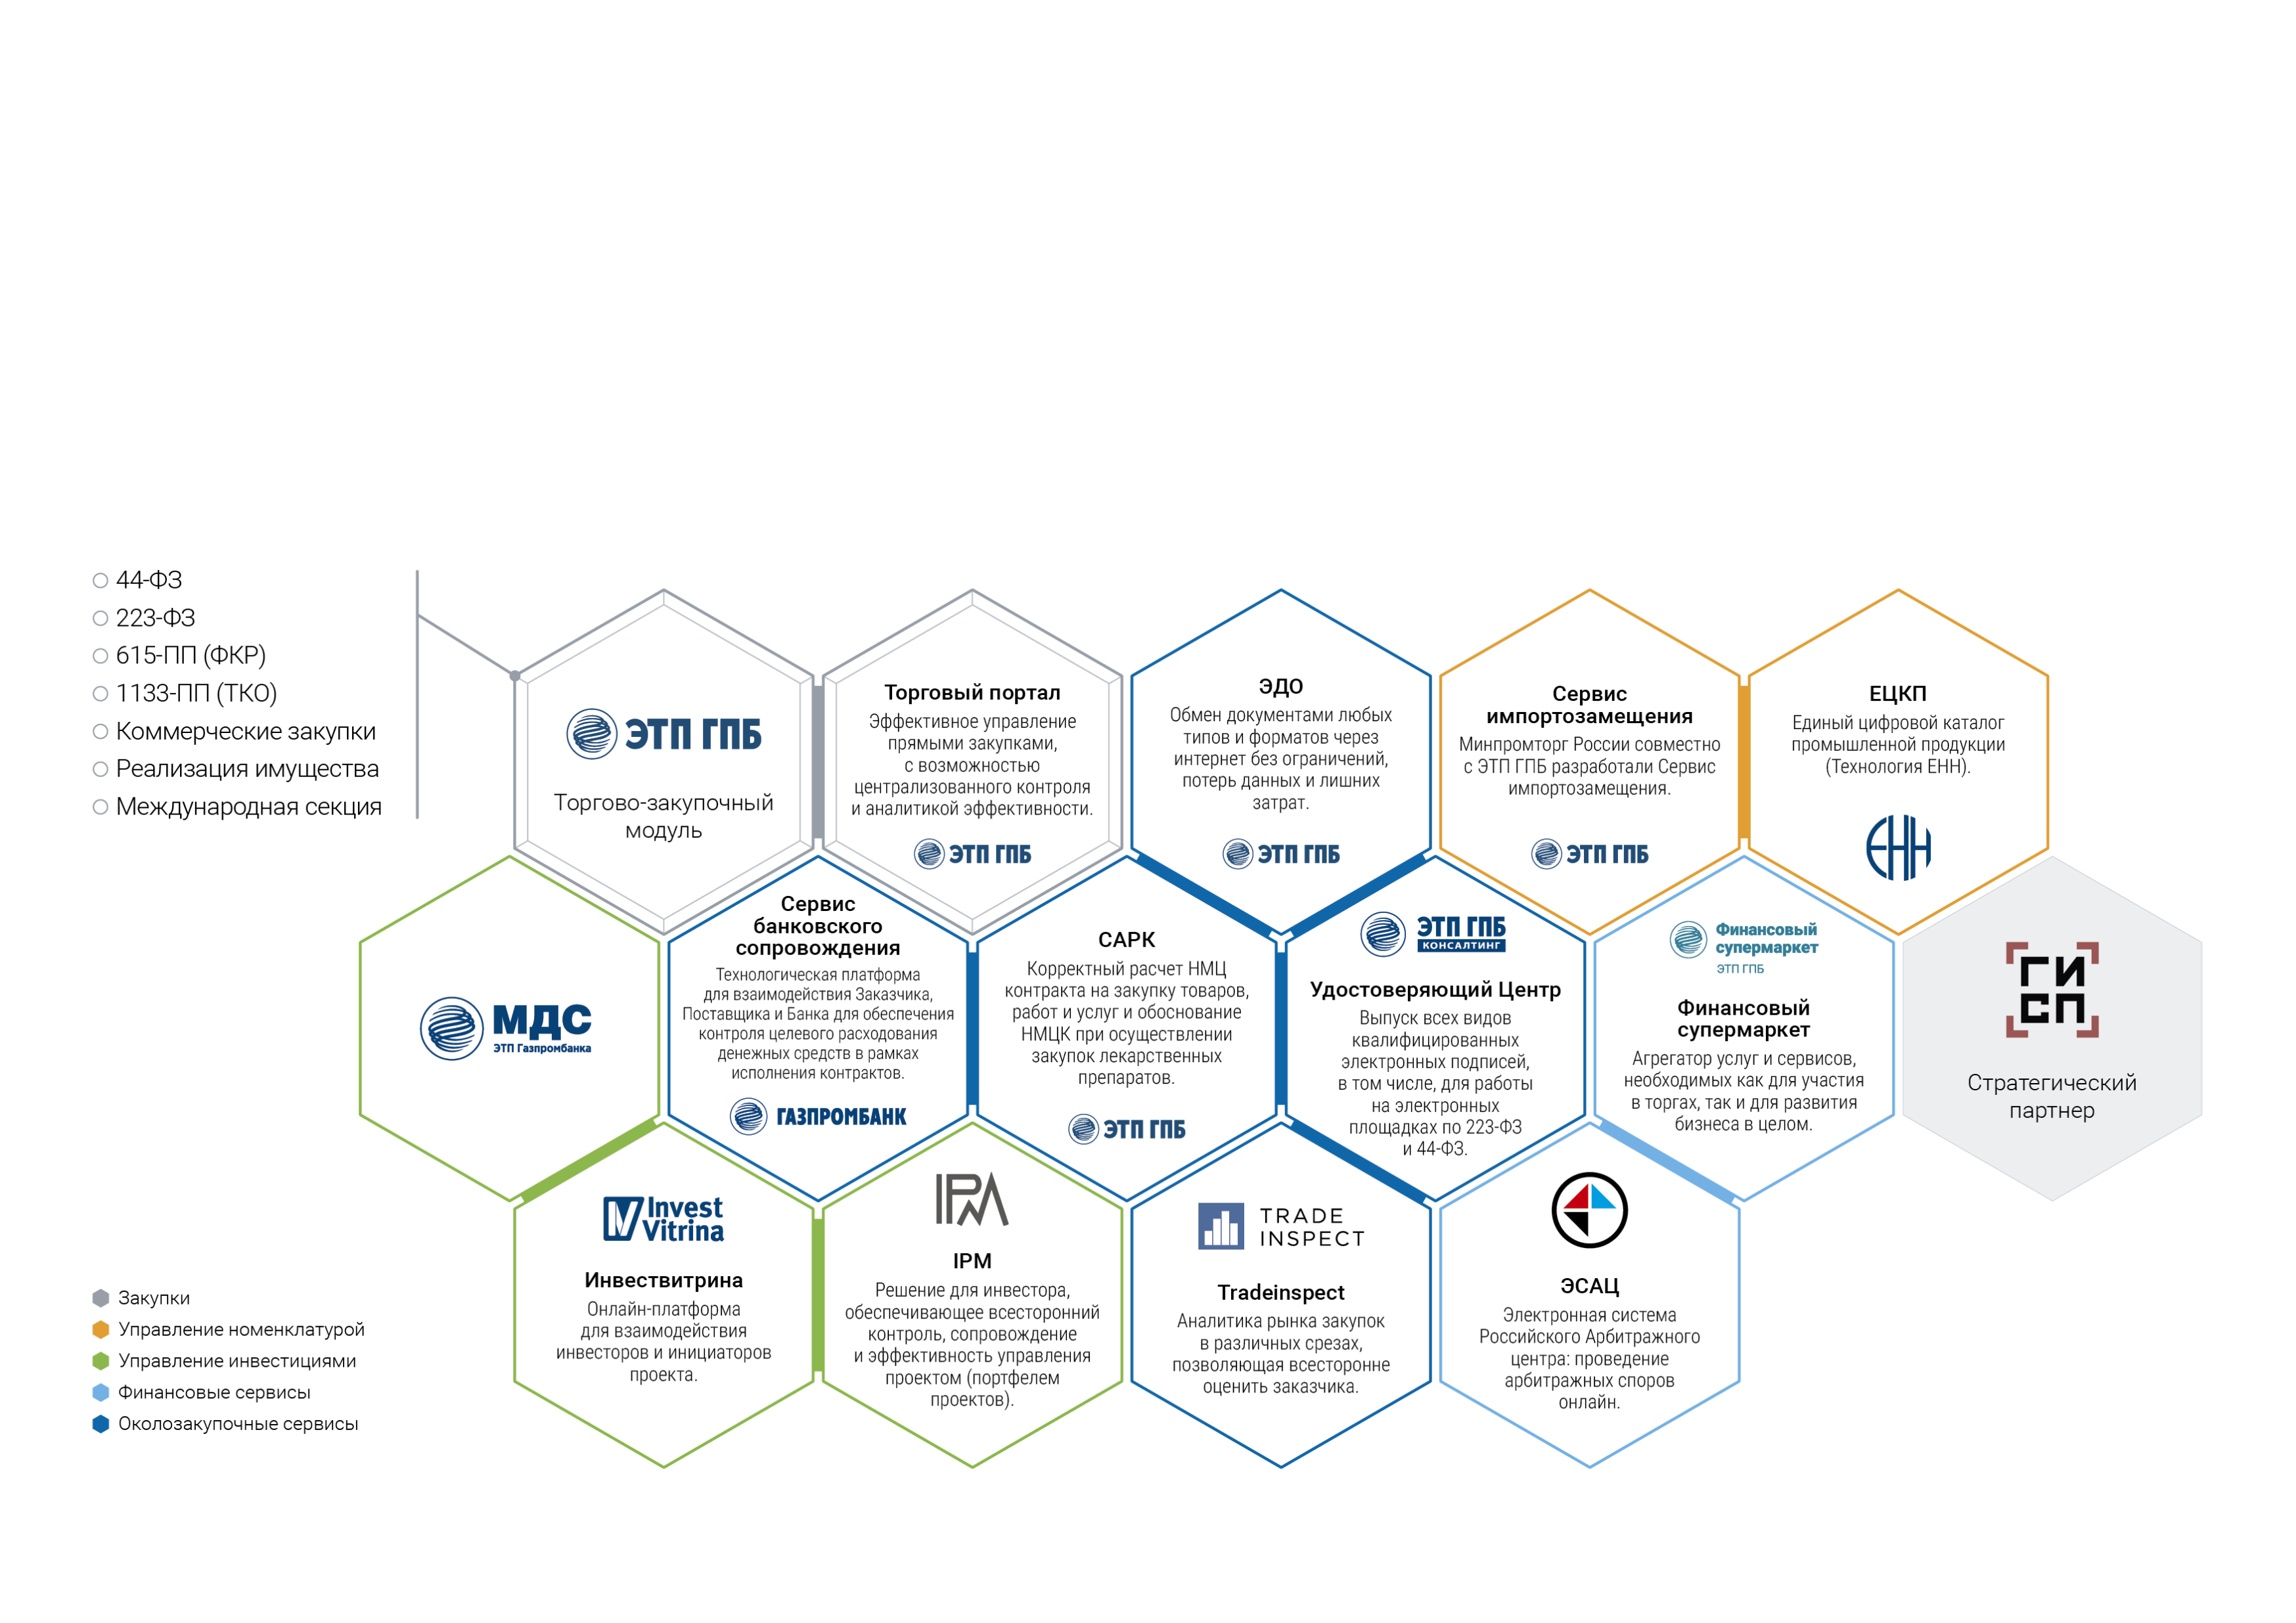 44-ФЗ
223-ФЗ
615-ПП (ФКР)
1133-ПП (ТКО)
Коммерческие закупки
Реализация имущества
Международная секция
ЭТП ГПБ
Торгово-закупочный
модуль
Торговый портал
Эффективное управление
прямыми закупками,
с возможностью
централизованного контроля
и аналитикой эффективности.
ЭТП ГПБ
ЭДО
Обмен документами любых
типов и форматов через
интернет без ограничений,
потерь данных и лишних
затрат.
ЭТП ГПБ
Сервис
импортозамещения
Минпромторг России совместно
с ЭТП ГПБ разработали Сервис
импортозамещения.
ЭТП ГПБ
ЕЦКП
Единый цифровой каталог
промышленной продукции
(Технология ЕНН).
ЕНН
МДС
ЭТП Газпромбанка
Сервис
банковского
сопровождения
Технологическая платформа
для взаимодействия Заказчика,
Поставщика и Банка для обеспечения
контроля целевого расходования
денежных средств в рамках
исполнения контрактов.
ГАЗПРОМБАНК
САРК
Корректный расчет НМЦ
контракта на закупку товаров,
работ и услуг и обоснование
НМЦК при осуществлении
закупок лекарственных
препаратов.
ЭТП ГПБ
ЭТП ГПБ
КОНСАЛТИНГ
Удостоверяющий Центр
Выпуск всех видов
квалифицированных
электронных подписей,
в том числе, для работы
на электронных
площадках по 223-ФЗ
и 44-ФЗ.
Финансовый
супермаркет
ЭТП ГПБ
Финансовый
супермаркет
Агрегатор услуг и сервисов,
необходимых как для участия
в торгах, так и для развития
бизнеса в целом.
ГИ
СП
Стратегический
партнер
Invest
Vitrina
Инвествитрина
Онлайн-платформа
для взаимодействия
инвесторов и инициаторов
проекта.
IPM
IPM
Решение для инвестора,
обеспечивающее всесторонний
контроль, сопровождение
и эффективность управления
проектом (портфелем
проектов).
TRADE
INSPECT
Tradeinspect
Аналитика рынка закупок
в различных срезах,
позволяющая всесторонне
оценить заказчика.
ЭСАЦ
Электронная система
Российского Арбитражного
центра: проведение
арбитражных споров
онлайн.
Закупки
Управление номенклатурой
Управление инвестициями
Финансовые сервисы
Околозакупочные сервисы